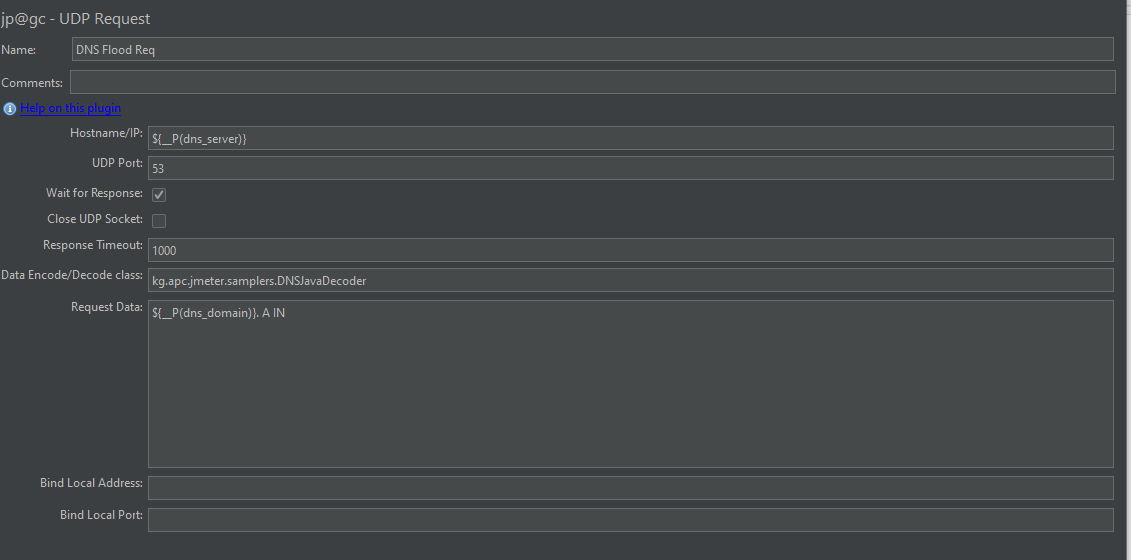 jp@gc - UDP Request
Name: DNS Flood Req
Comments:
Help on this plugin
Hostname/IP: ${__P(dns_server)}
UDP Port: 53
Wait for Response:
Close UDP Socket:
Response Timeout: 1000
Data Encode/Decode class: kg.apc.jmeter.samplers.DNSJavaDecoder
Request Data: ${__P(dns_domain)}. A IN
Bind Local Address:
Bind Local Port: